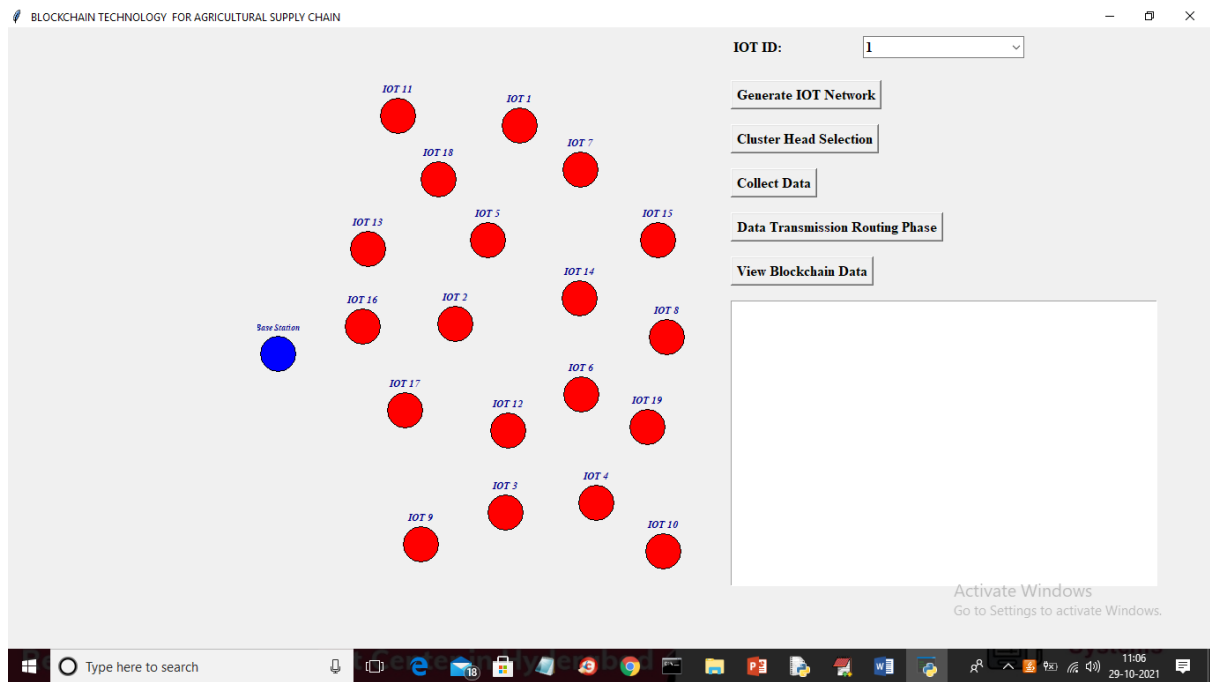 BLOCKCHAIN TECHNOLOGY FOR AGRICULTURAL SUPPLY CHAIN
IOT ID:
1
Generate IOT Network
Cluster Head Selection
Collect Data
Data Transmission Routing Phase
View Blockchain Data
IOT 11
IOT 1
IOT 7
IOT 18
IOT 5
IOT 15
IOT 13
IOT 14
IOT 2
IOT 16
IOT 8
Base Station
IOT 6
IOT 17
IOT 19
IOT 12
IOT 4
IOT 3
IOT 9
IOT 10
Activate Windows
Go to Settings to activate Windows.
Type here to search
18
11:06
29-10-2021